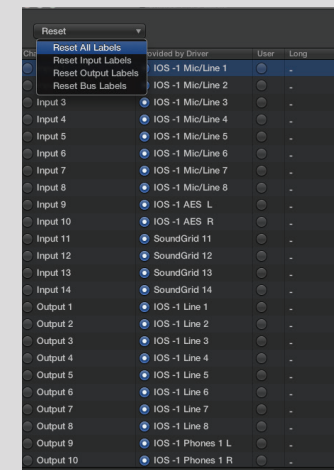 Reset
Cha ovided by Driver User Long
Reset All Labels
Reset Input Labels
Reset Output Labels
Reset Bus Labels
IOS -1 Mic/Line 1 -
IOS -1 Mic/Line 2 -
Input 3 IOS -1 Mic/Line 3 -
Input 4 IOS -1 Mic/Line 4 -
Input 5 IOS -1 Mic/Line 5 -
Input 6 IOS -1 Mic/Line 6 -
Input 7 IOS -1 Mic/Line 7 -
Input 8 IOS -1 Mic/Line 8 -
Input 9 IOS -1 AES L -
Input 10 IOS -1 AES R -
Input 11 SoundGrid 11 -
Input 12 SoundGrid 12 -
Input 13 SoundGrid 13 -
Input 14 SoundGrid 14 -
Output 1 IOS -1 Line 1 -
Output 2 IOS -1 Line 2 -
Output 3 IOS -1 Line 3 -
Output 4 IOS -1 Line 4 -
Output 5 IOS -1 Line 5 -
Output 6 IOS -1 Line 6 -
Output 7 IOS -1 Line 7 -
Output 8 IOS -1 Line 8 -
Output 9 IOS -1 Phones 1 L -
Output 10 IOS -1 Phones 1 R -